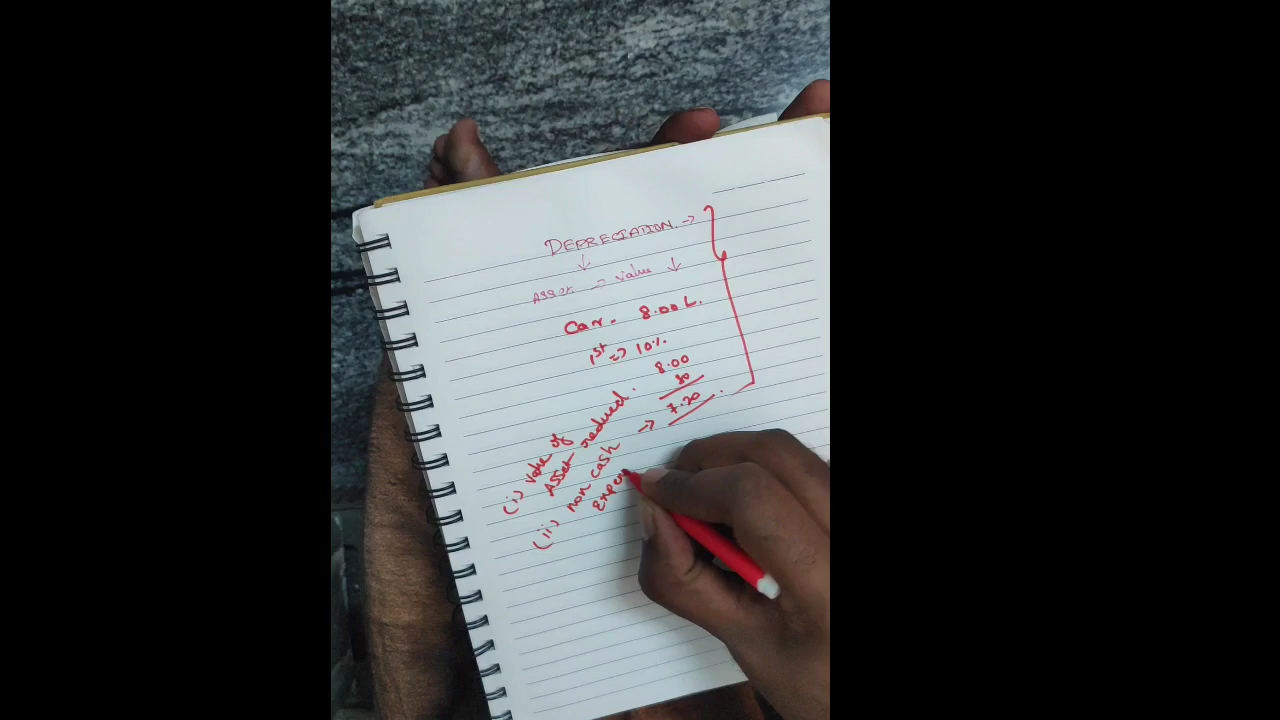 DEPRECIATION. →
↓
Asset → Value ↓
Car - 8.00 L.
1st => 10%.
8.00
80
→ 7.20
(i) Value of
Asset reduced.
(ii) non cash
Expen